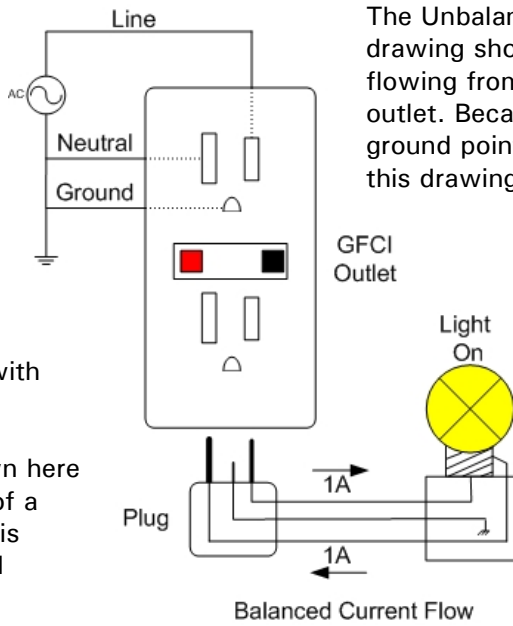 The Unbalan
drawing sho
flowing from
outlet. Beca
ground poin
this drawing
Line
AC
Neutral
Ground
GFCI
Outlet
with
n here
of a
is
Light
On
1A
Plug
1A
Balanced Current Flow